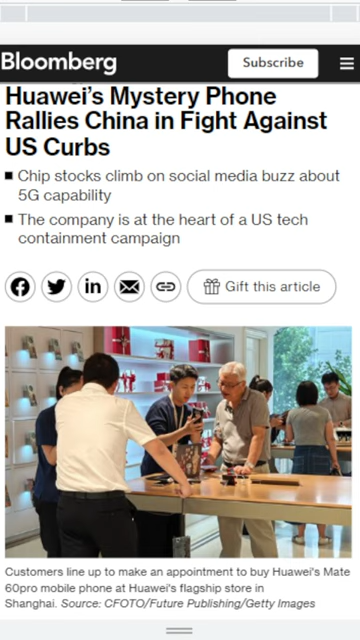 Bloomberg
Subscribe
Huawei's Mystery Phone
Rallies China in Fight Against
US Curbs
Chip stocks climb on social media buzz about
5G capability
The company is at the heart of a US tech
containment campaign
in
Gift this article
Customers line up to make an appointment to buy Huawei's Mate
60pro mobile phone at Huawei's flagship store in
Shanghai. Source: CFOTO/Future Publishing/Getty Images